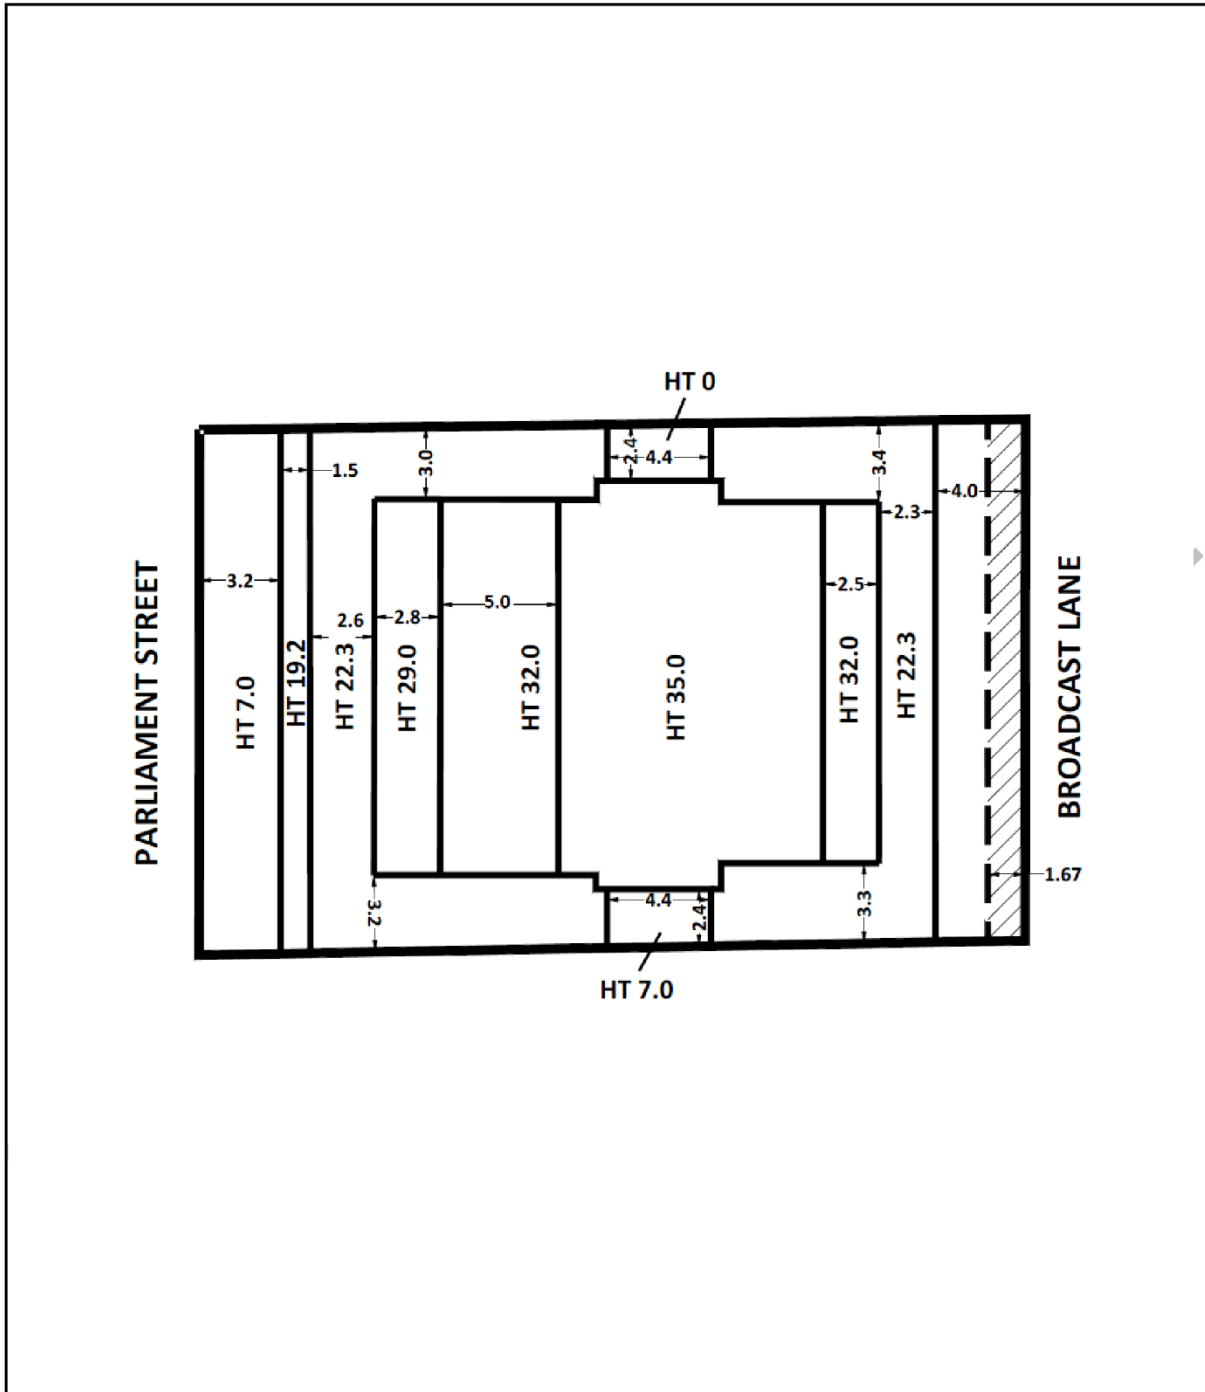 HT 0
2.4
4.4
3.0
3.4
1.5
4.0
2.3
3.2
2.5
5.0
2.6
2.8
PARLIAMENT STREET
HT 7.0
HT 19.2
HT 22.3
HT 29.0
HT 32.0
HT 35.0
HT 32.0
HT 22.3
BROADCAST LANE
1.67
3.2
4.4
2.4
3.3
HT 7.0